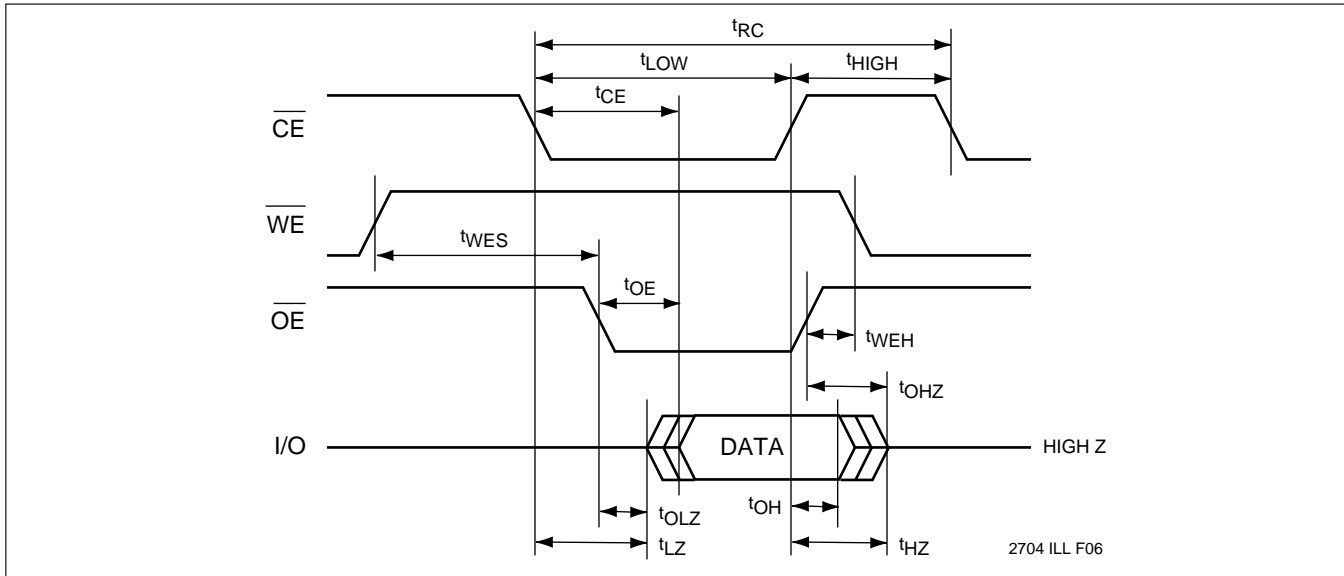 tRC
tLOW
tHIGH
tCE
CE
WE
tWES
tOE
OE
tWEH
tOHZ
I/O
DATA
HIGH Z
tOLZ
tOH
tLZ
tHZ
2704 ILL F06